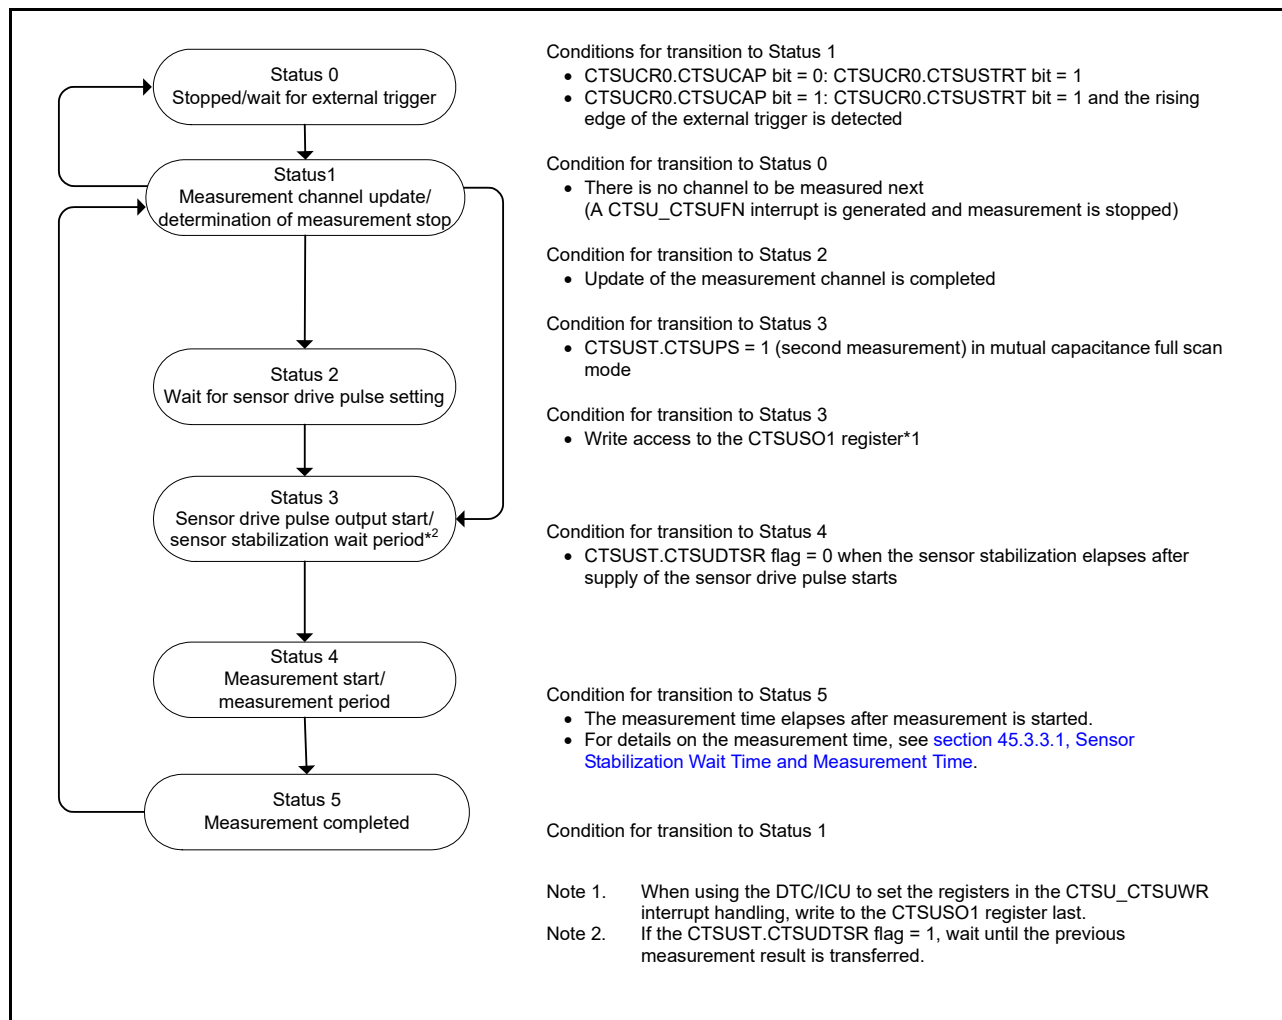 Status 0
Stopped/wait for external trigger
Status1
Measurement channel update/
determination of measurement stop
Status 2
Wait for sensor drive pulse setting
Status 3
Sensor drive pulse output start/
sensor stabilization wait period*2
Status 4
Measurement start/
measurement period
Status 5
Measurement completed
Conditions for transition to Status 1
• CTSUCR0.CTSUCAP bit = 0: CTSUCR0.CTSUSTRT bit = 1
• CTSUCR0.CTSUCAP bit = 1: CTSUCR0.CTSUSTRT bit = 1 and the rising
edge of the external trigger is detected
Condition for transition to Status 0
• There is no channel to be measured next
(A CTSU_CTSUFN interrupt is generated and measurement is stopped)
Condition for transition to Status 2
• Update of the measurement channel is completed
Condition for transition to Status 3
• CTSUST.CTSUPS = 1 (second measurement) in mutual capacitance full scan
mode
Condition for transition to Status 3
• Write access to the CTSUSO1 register*1
Condition for transition to Status 4
• CTSUST.CTSUDTSR flag = 0 when the sensor stabilization elapses after
supply of the sensor drive pulse starts
Condition for transition to Status 5
• The measurement time elapses after measurement is started.
• For details on the measurement time, see section 45.3.3.1, Sensor
Stabilization Wait Time and Measurement Time.
Condition for transition to Status 1
Note 1. When using the DTC/ICU to set the registers in the CTSU_CTSUWR
interrupt handling, write to the CTSUSO1 register last.
Note 2. If the CTSUST.CTSUDTSR flag = 1, wait until the previous
measurement result is transferred.